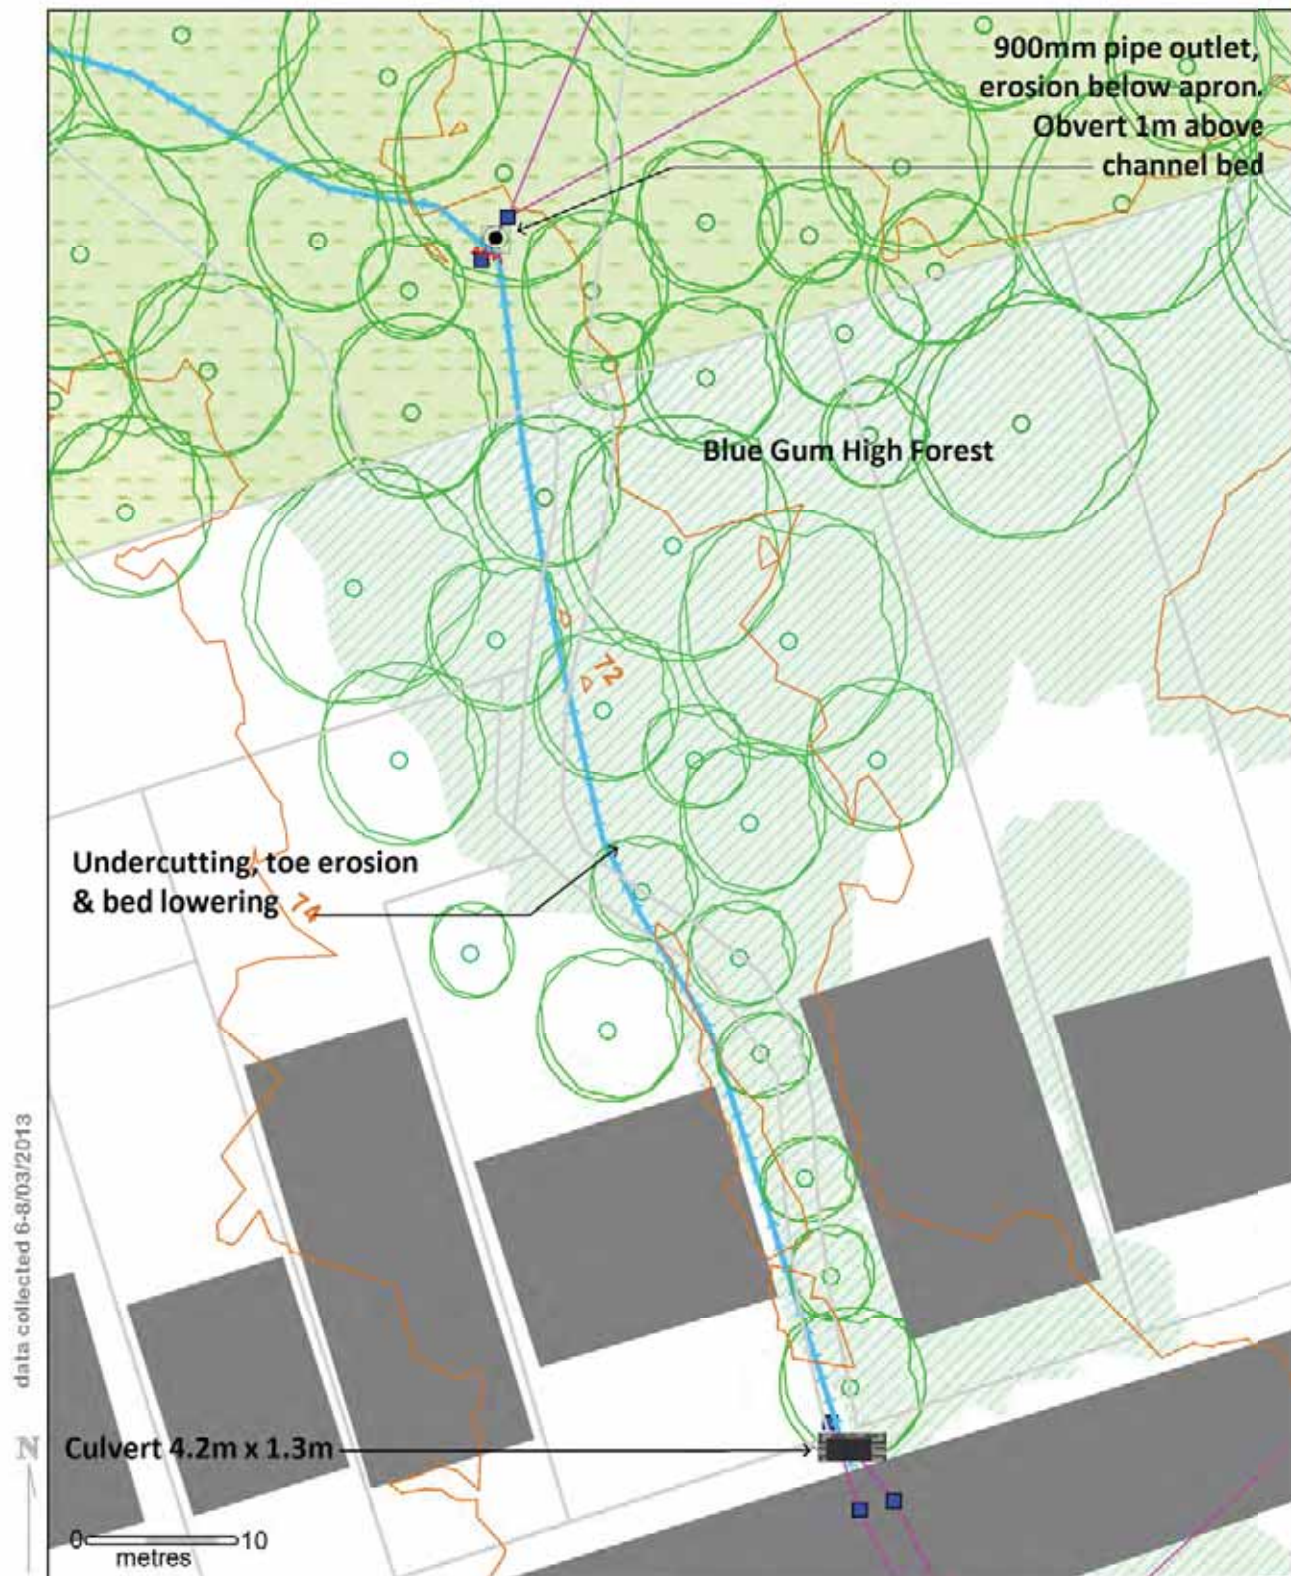 900mm pipe outlet,
erosion below apron.
Obvert 1m above
channel bed
Blue Gum High Forest
72
Undercutting, toe erosion
& bed lowering
74
data collected 6-8/03/2013
N
Culvert 4.2m x 1.3m
0 10
metres